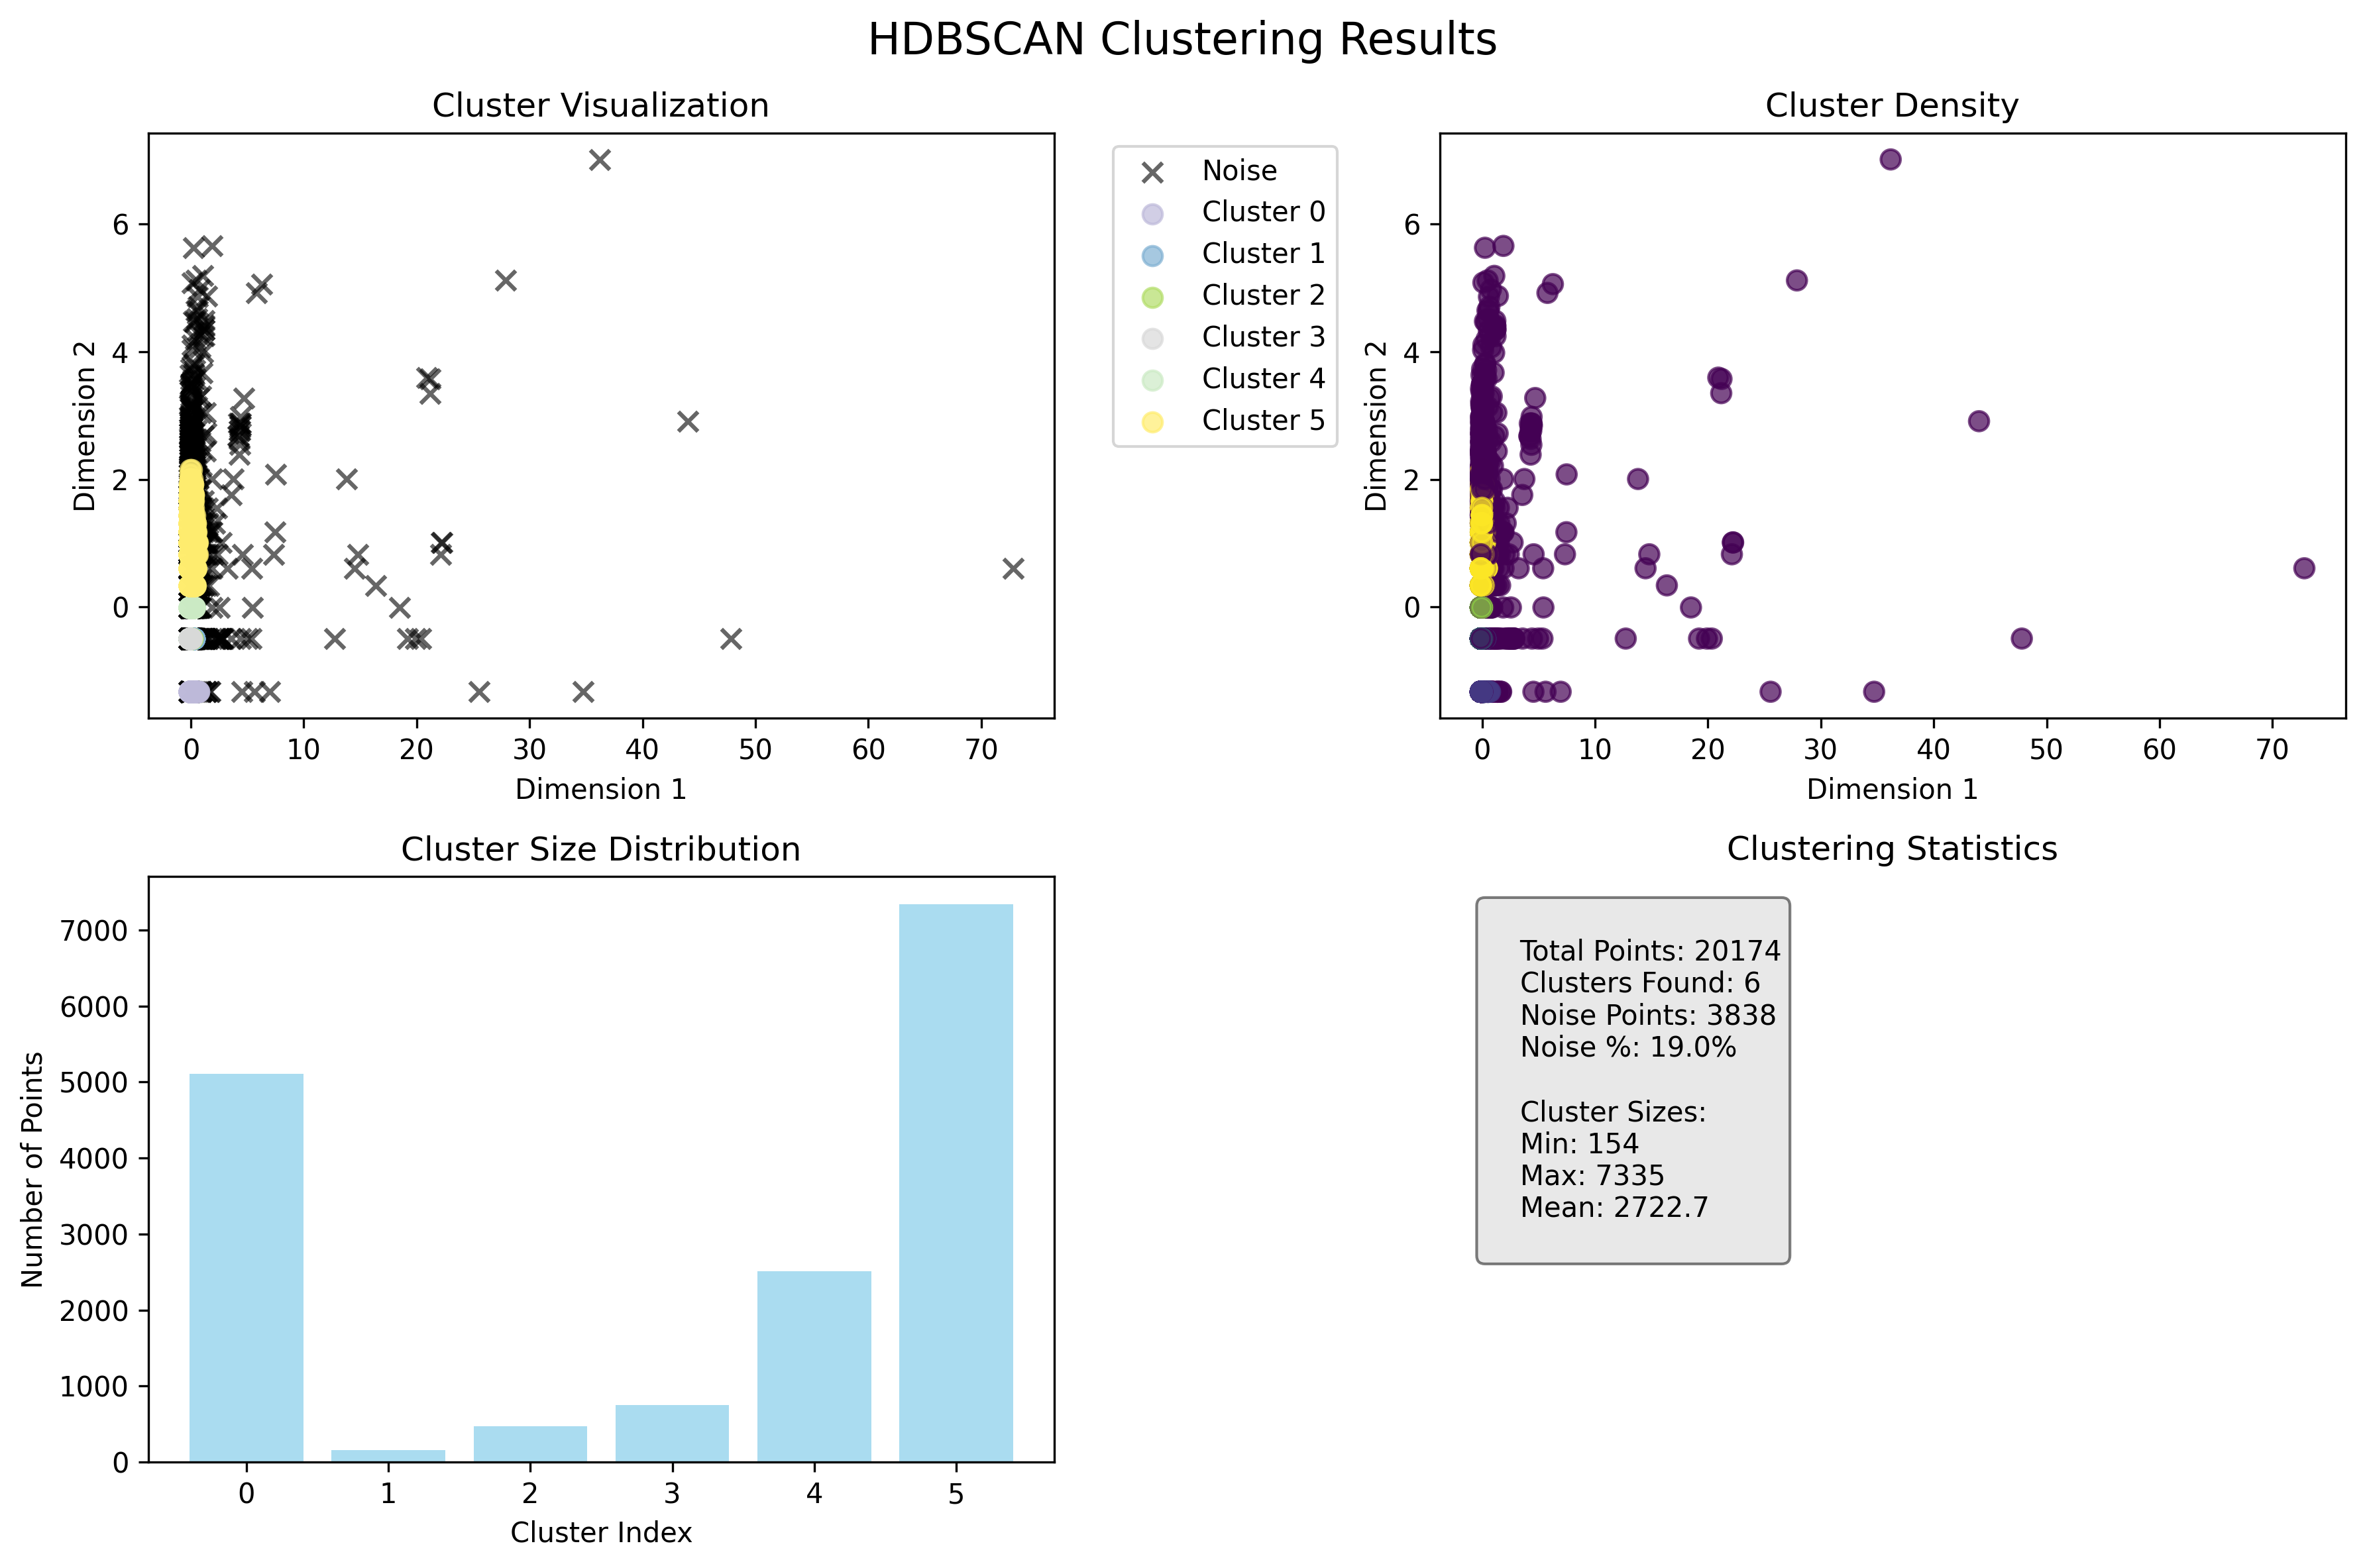 HDBSCAN Clustering Results
Cluster Visualization
Dimension 2
6
4
2
0
0 10 20 30 40 50 60 70
Dimension 1
Noise
Cluster 0
Cluster 1
Cluster 2
Cluster 3
Cluster 4
Cluster 5
Cluster Density
Dimension 2
6
4
2
0
0 10 20 30 40 50 60 70
Dimension 1
Cluster Size Distribution
Number of Points
7000
6000
5000
4000
3000
2000
1000
0
0 1 2 3 4 5
Cluster Index
Clustering Statistics
Total Points: 20174
Clusters Found: 6
Noise Points: 3838
Noise %: 19.0%
Cluster Sizes:
Min: 154
Max: 7335
Mean: 2722.7